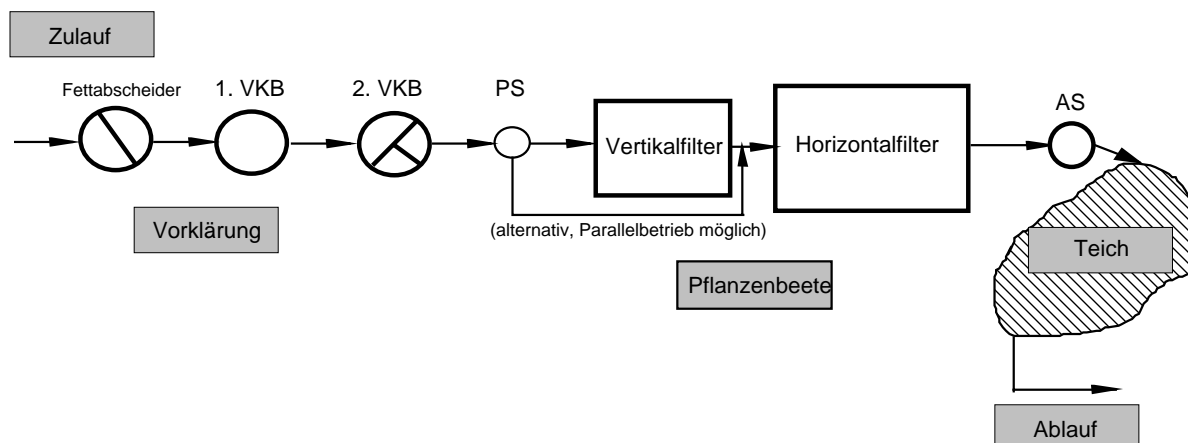 Zulauf
Fettabscheider
1. VKB
2. VKB
PS
Vertikalfilter
Horizontalfilter
AS
Vorklärung
(alternativ, Parallelbetrieb möglich)
Pflanzenbeete
Teich
Ablauf